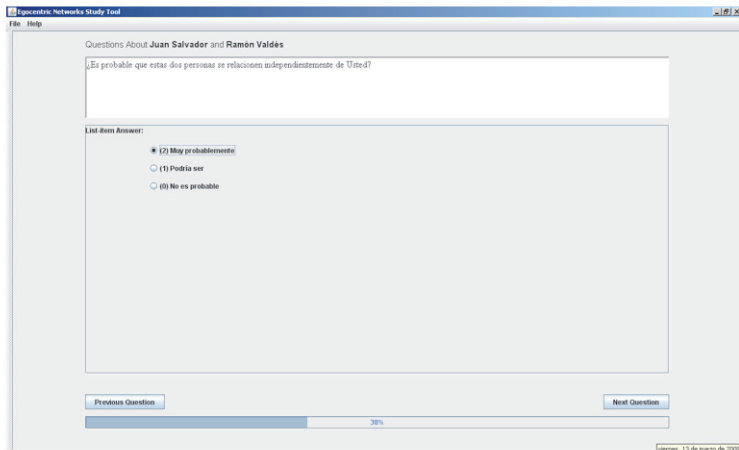 Egocentric Networks Study Tool
File Help
Questions About Juan Salvador and Ramón Valdés
¿Es probable que estas dos personas se relacionen independientemente de Usted?
List-item Answer:
(2) Muy probablemente
(1) Podría ser
(0) No es probable
Previous Question Next Question
38%
viernes, 13 de marzo de